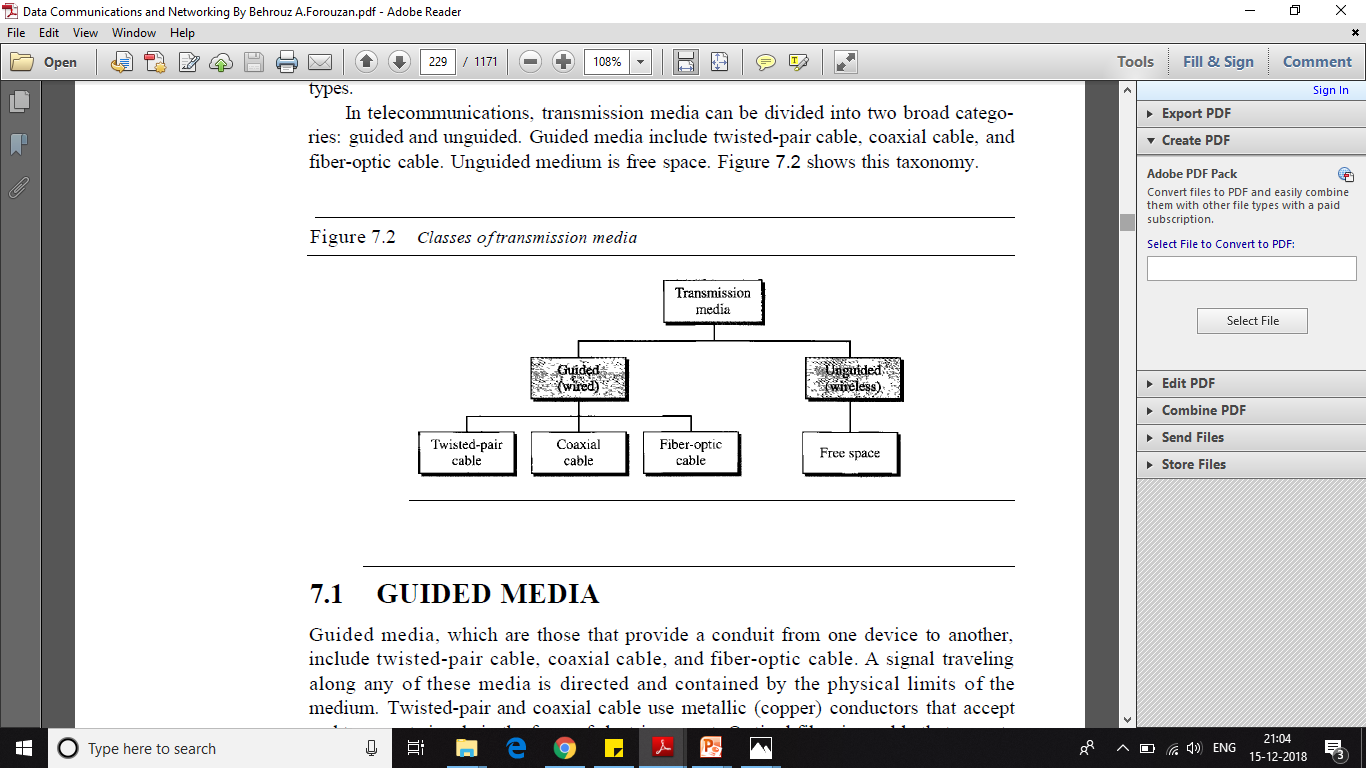 Data Communications and Networking By Behrouz A.Forouzan.pdf - Adobe Reader
File Edit View Window Help
Open 229 / 1171 108% Tools Fill & Sign Comment
Sign In
Export PDF
Create PDF
Adobe PDF Pack
Convert files to PDF and easily combine
them with other file types with a paid
subscription.
Select File to Convert to PDF:
Select File
Edit PDF
Combine PDF
Send Files
Store Files
types.
In telecommunications, transmission media can be divided into two broad catego-
ries: guided and unguided. Guided media include twisted-pair cable, coaxial cable, and
fiber-optic cable. Unguided medium is free space. Figure 7.2 shows this taxonomy.
Figure 7.2 Classes of transmission media
Transmission
media
Guided
(wired)
Unguided
(wireless)
Twisted-pair
cable
Coaxial
cable
Fiber-optic
cable
Free space
7.1 GUIDED MEDIA
Guided media, which are those that provide a conduit from one device to another,
include twisted-pair cable, coaxial cable, and fiber-optic cable. A signal traveling
along any of these media is directed and contained by the physical limits of the
medium. Twisted-pair and coaxial cable use metallic (copper) conductors that accept
Type here to search
ENG
21:04
15-12-2018
3